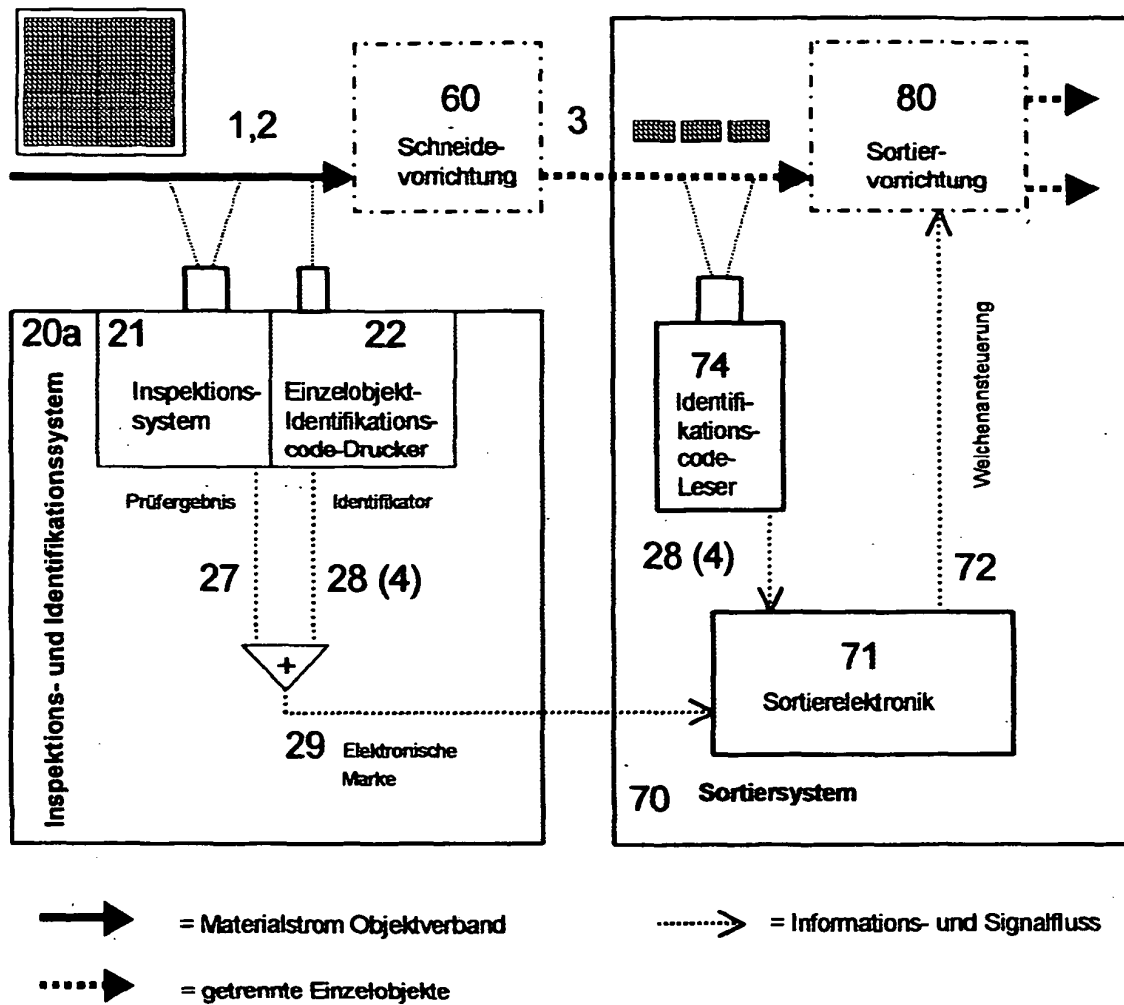 1,2
60
Schneide-
vorrichtung
3
80
Sortier-
vorrichtung
20a
Inspektions- und Identifikationssystem
21
Inspektions-
system
22
Einzelobjekt-
Identifikations-
code-Drucker
Prüfergebnis
Identifikator
27
28 (4)
+
29 Elektronische
Marke
74
Identifi-
kations-
code-
Leser
28 (4)
72
Weichenansteuerung
71
Sortierelektronik
70 Sortiersystem
= Materialstrom Objektverband
= Informations- und Signalfluss
= getrennte Einzelobjekte